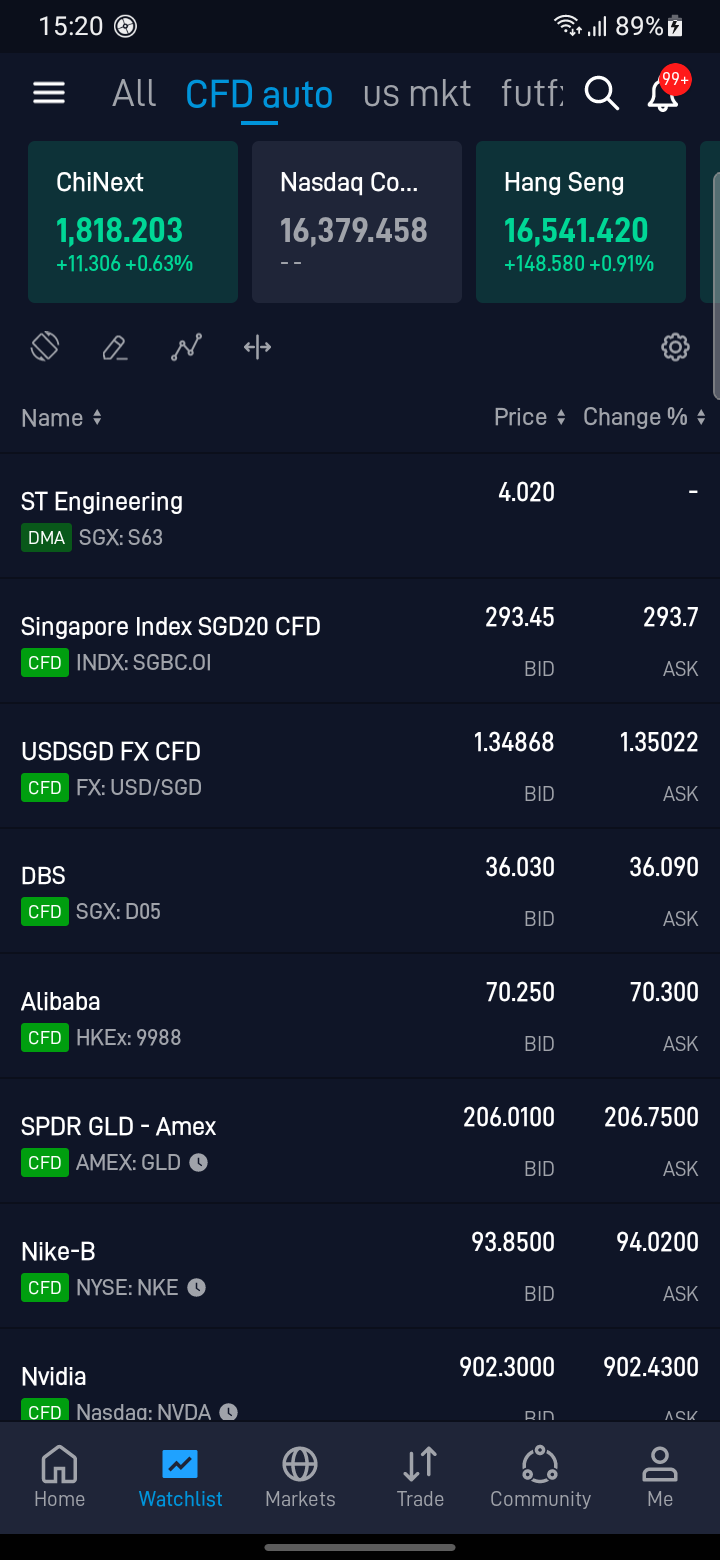 15:20 89%
All CFD auto us mkt futfx 99+
ChiNext Nasdaq Co... Hang Seng
1,818.203 16,379.458 16,541.420
+11.306 +0.63% - - +148.580 +0.91%
Name Price Change %
ST Engineering 4.020 -
DMA SGX: S63
Singapore Index SGD20 CFD 293.45 293.7
CFD INDX: SGBC.OI BID ASK
USDSGD FX CFD 1.34868 1.35022
CFD FX: USD/SGD BID ASK
DBS 36.030 36.090
CFD SGX: D05 BID ASK
Alibaba 70.250 70.300
CFD HKEx: 9988 BID ASK
SPDR GLD - Amex 206.0100 206.7500
CFD AMEX: GLD BID ASK
Nike-B 93.8500 94.0200
CFD NYSE: NKE BID ASK
Nvidia 902.3000 902.4300
CFD Nasdaq: NVDA BID ASK
Home Watchlist Markets Trade Community Me